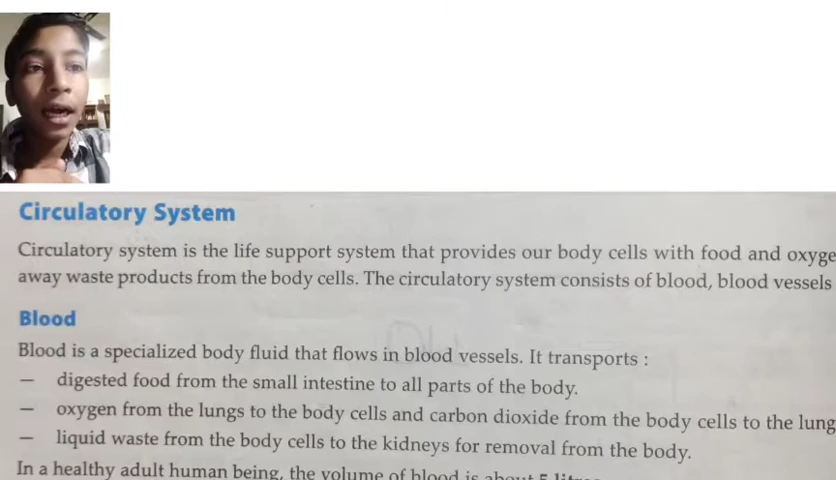 Circulatory System
Circulatory system is the life support system that provides our body cells with food and
away waste products from the body cells. The circulatory system consists of blood, blood vessels
Blood
Blood is a specialized body fluid that flows in blood vessels. It transports :
— digested food from the small intestine to all parts of the body.
— oxygen from the lungs to the body cells and carbon dioxide from the body cells to the
— liquid waste from the body cells to the kidneys for removal from the body.
In a healthy adult human being, the volume of blood is about 5